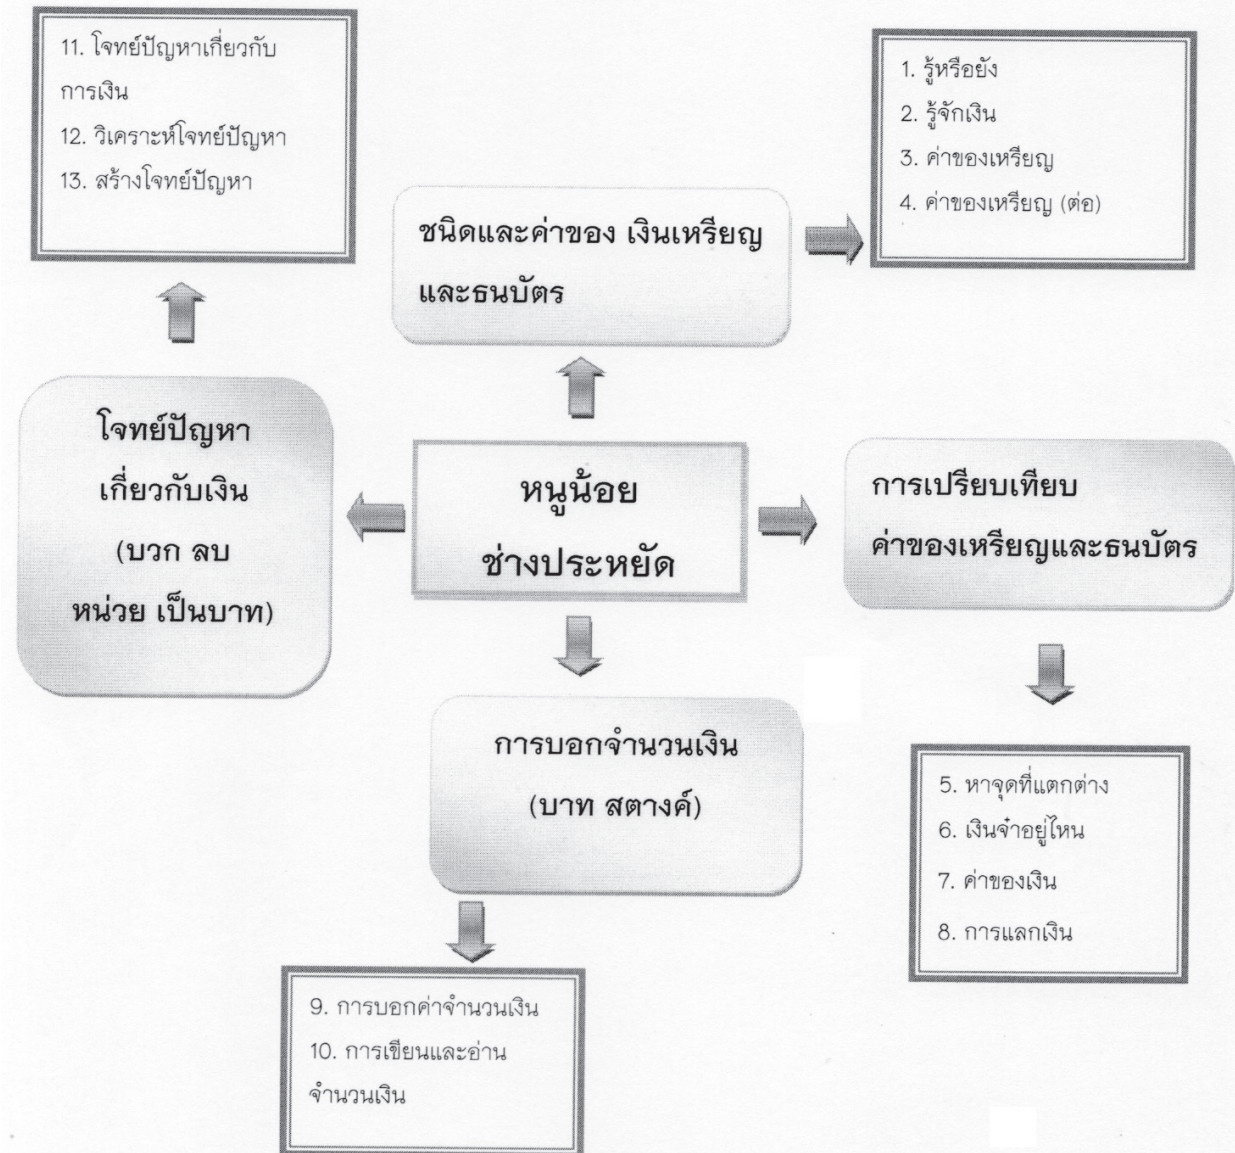 11. โจทย์ปัญหาเกี่ยวกับ
การเงิน
12. วิเคราะห์โจทย์ปัญหา
13. สร้างโจทย์ปัญหา
1. รู้หรือยัง
2. รู้จักเงิน
3. ค่าของเหรียญ
4. ค่าของเหรียญ (ต่อ)
ชนิดและค่าของ เงินเหรียญ
และธนบัตร
โจทย์ปัญหา
เกี่ยวกับเงิน
(บวก ลบ
หน่วย เป็นบาท)
หนูน้อย
ช่างประหยัด
การเปรียบเทียบ
ค่าของเหรียญและธนบัตร
การบอกจำนวนเงิน
(บาท สตางค์)
5. หาจุดที่แตกต่าง
6. เงินจ๋าอยู่ไหน
7. ค่าของเงิน
8. การแลกเงิน
9. การบอกค่าจำนวนเงิน
10. การเขียนและอ่าน
จำนวนเงิน